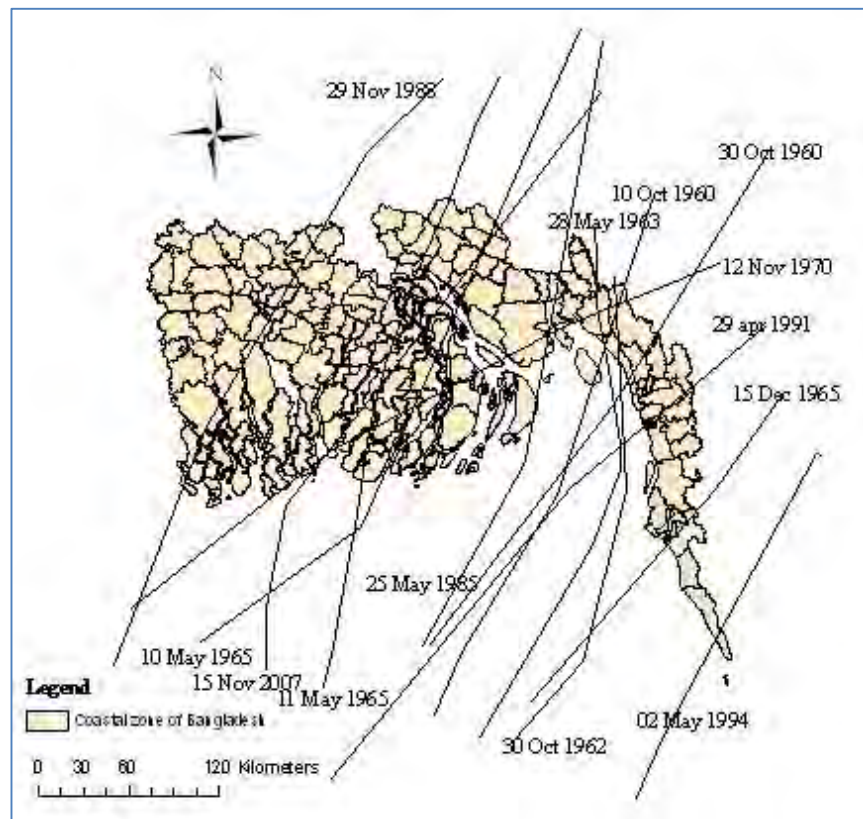 N
29 Nov 1988
30 Oct 1960
10 Oct 1960
28 May 1963
12 Nov 1970
29 apr 1991
15 Dec 1965
25 May 1985
10 May 1965
15 Nov 2007
11 May 1965
02 May 1994
30 Oct 1962
Legend
Coastal zone of Bangladesh
0 30 60 120 Kilometers